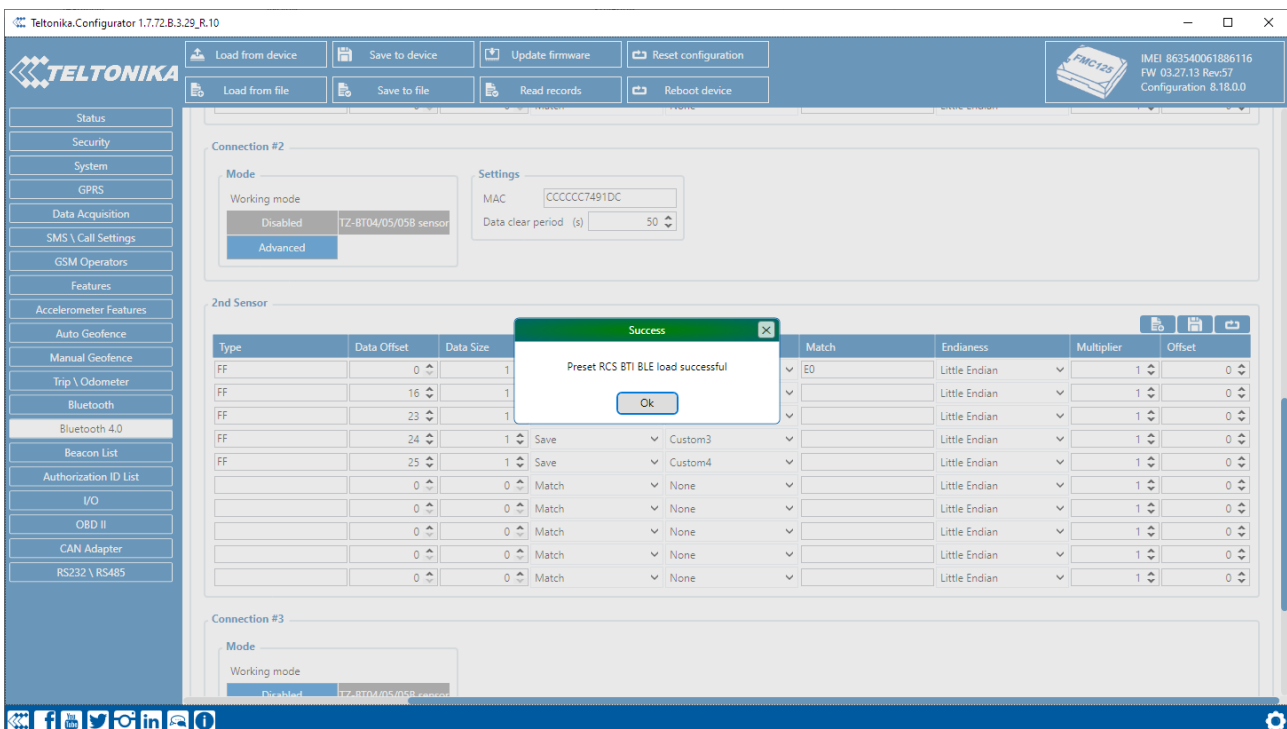 Teltonika.Configurator 1.7.72.B.3.29_R.10
TELTONIKA
Load from device
Save to device
Update firmware
Reset configuration
Load from file
Save to file
Read records
Reboot device
FMC125
IMEI 863540061886116
FW 03.27.13 Rev:57
Configuration 8.18.0.0
Status
Security
System
GPRS
Data Acquisition
SMS \ Call Settings
GSM Operators
Features
Accelerometer Features
Auto Geofence
Manual Geofence
Trip \ Odometer
Bluetooth
Bluetooth 4.0
Beacon List
Authorization ID List
I/O
OBD II
CAN Adapter
RS232 \ RS485
Connection #2
Mode
Working mode
Disabled TZ-BT04/05/05B sensor
Advanced
Settings
MAC CCCCCC7491DC
Data clear period (s) 50
2nd Sensor
Type Data Offset Data Size Match Endianess Multiplier Offset
FF 0 1 E0 Little Endian 1 0
FF 16 1 Little Endian 1 0
FF 23 1 Little Endian 1 0
FF 24 1 Save Custom3 Little Endian 1 0
FF 25 1 Save Custom4 Little Endian 1 0
0 0 Match None Little Endian 1 0
0 0 Match None Little Endian 1 0
0 0 Match None Little Endian 1 0
0 0 Match None Little Endian 1 0
0 0 Match None Little Endian 1 0
Success
Preset RCS BTI BLE load successful
Ok
Connection #3
Mode
Working mode
Disabled TZ-BT04/05/05B sensor